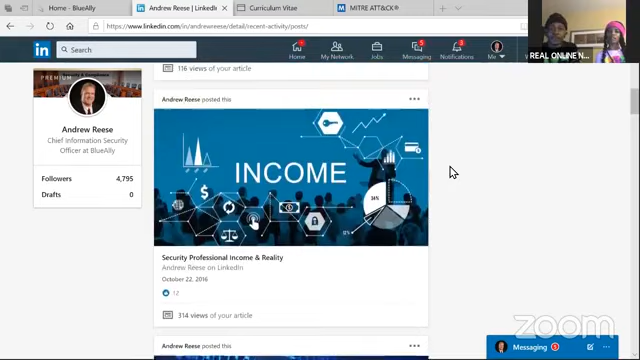 Home - BlueAlly
Andrew Reese | LinkedIn
Curriculum Vitae
MITRE ATT&CK®
https://www.linkedin.com/in/andrewreese/detail/recent-activity/posts/
in
Search
Home
My Network
Jobs
Messaging
Notifications
Me
REAL ONLINE N...
PREMIUM
Andrew Reese
Chief Information Security
Officer at BlueAlly
Followers 4,795
Drafts 0
116 views of your article
Andrew Reese posted this
INCOME
$
34%
12%
Security Professional Income & Reality
Andrew Reese on LinkedIn
October 22, 2016
12
314 views of your article
Andrew Reese posted this
Messaging
zoom